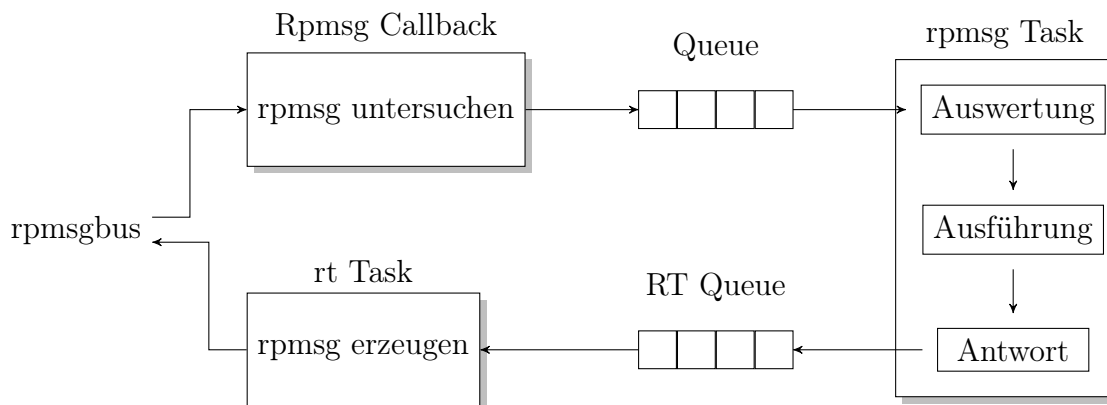 Rpmsg Callback
rpmsg untersuchen
Queue
rpmsg Task
Auswertung
Ausführung
Antwort
rpmsgbus
rt Task
rpmsg erzeugen
RT Queue